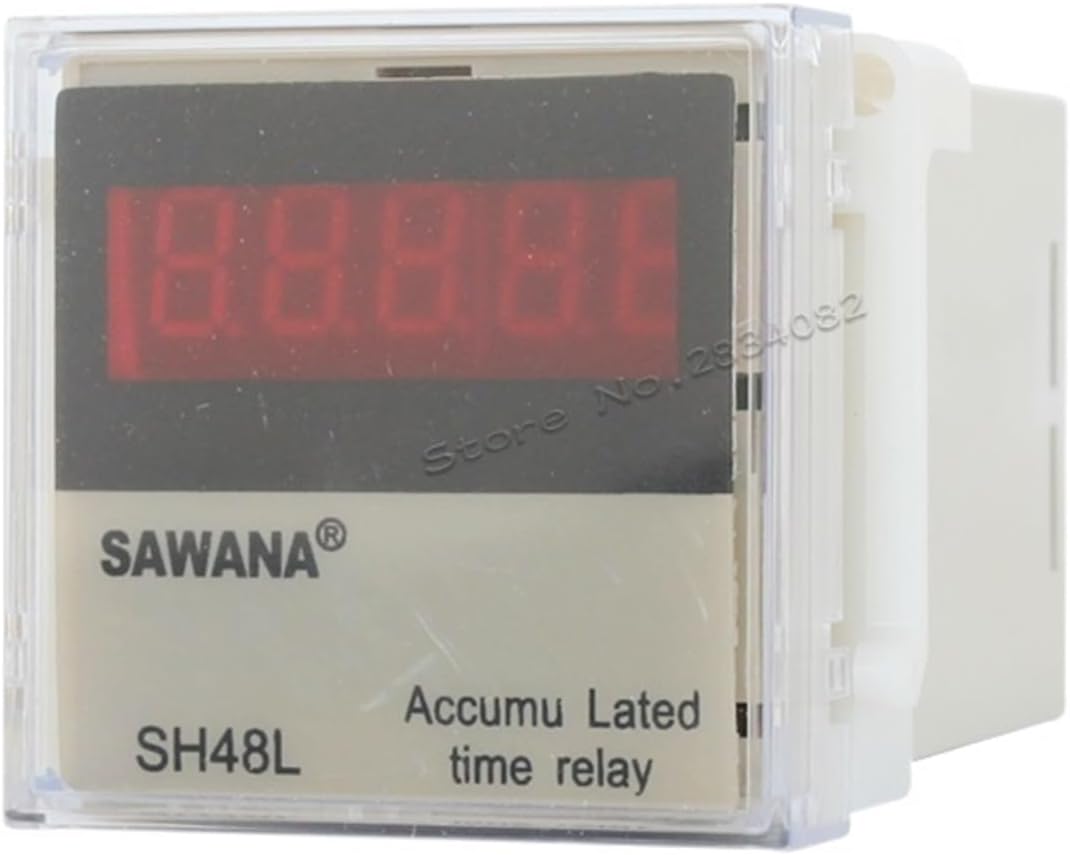 Store No.2834082
SAWANA®
Accumu Lated
SH48L
time relay